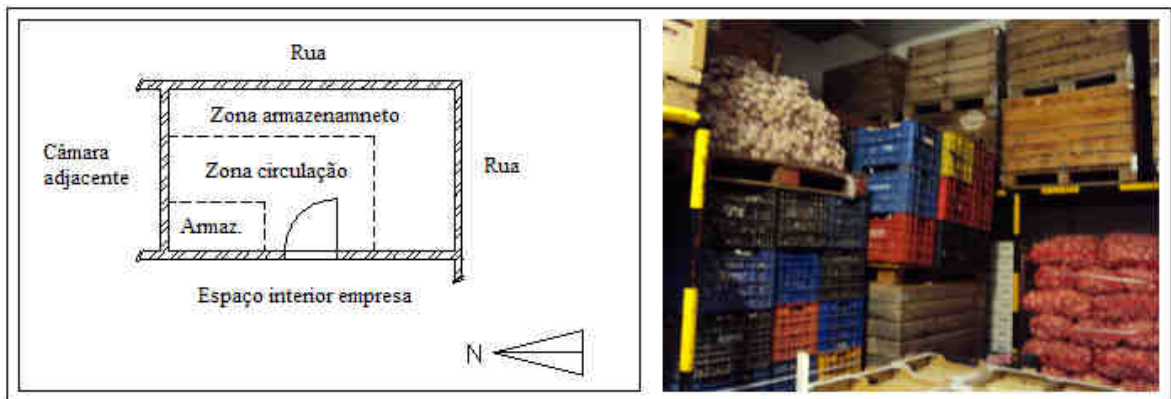 Rua
Zona armazenamneto
Câmara
adjacente
Zona circulação
Rua
Armaz.
Espaço interior empresa
N